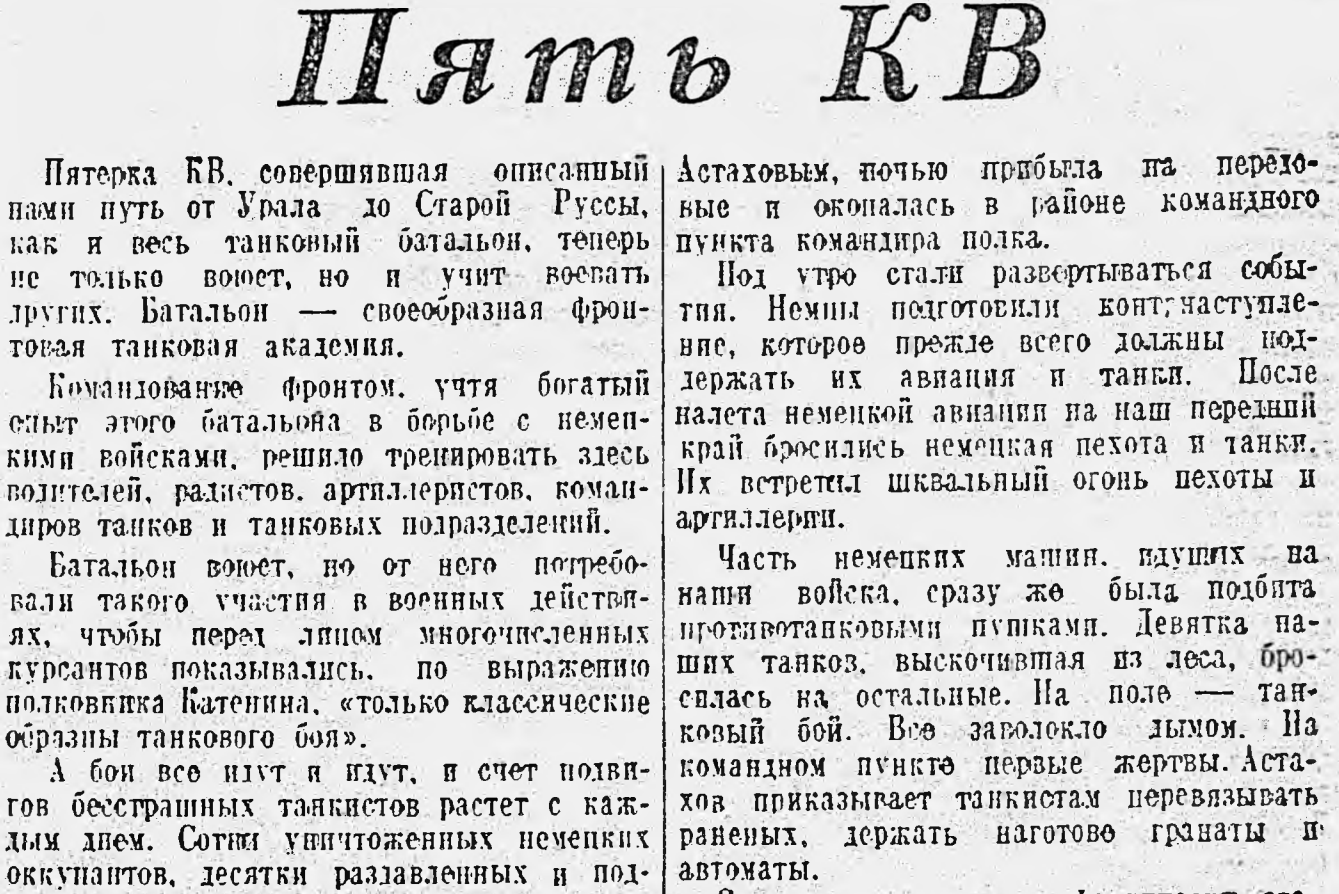 Пять КВ
Пятерка КВ, совершившая описанный
нами путь от Урала до Старой Руссы,
как и весь танковый батальон, теперь
не только воюет, но и учит воевать
других. Батальон — своеобразная фрон-
товая танковая академия.
Командование фронтом, учтя богатый
опыт этого батальона в борьбе с немец-
кими войсками, решило тренировать здесь
водителей, радистов, артиллеристов, коман-
диров танков и танковых подразделений.
Батальон воюет, но от него потребо-
вали такого участия в военных действи-
ях, чтобы перед лицом многочисленных
курсантов показывались, по выражению
полковника Катенина, «только классические
образцы танкового боя».
А бои все идут и идут, и счет подви-
гов бесстрашных танкистов растет с каж-
дым днем. Сотни уничтоженных немецких
оккупантов, десятки раздавленных и под-
Астаховым, ночью прибыла на передо-
вые и окопалась в районе командного
пункта командира полка.
Под утро стали развертываться собы-
тия. Немцы подготовили контрнаступле-
ние, которое прежде всего должны под-
держать их авиация и танки. После
налета немецкой авиации на наш передний
край бросились немецкая пехота и танки.
Их встретил шквальный огонь пехоты и
артиллерии.
Часть немецких машин, идущих на
наши войска, сразу же была подбита
противотанковыми пушками. Девятка на-
ших танков, выскочившая из леса, бро-
силась на остальные. На поле — тан-
ковый бой. Все заволокло дымом. На
командном пункте первые жертвы. Аста-
хов приказывает танкистам перевязывать
раненых, держать наготове гранаты и
автоматы.